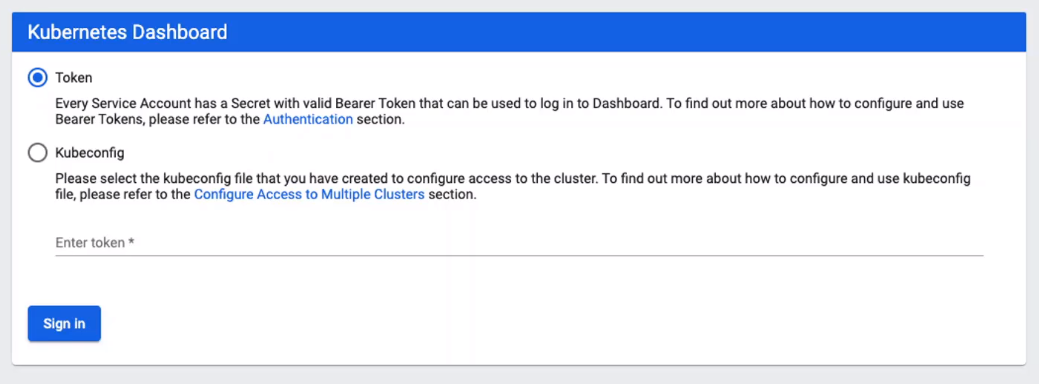 Kubernetes Dashboard
Token
Every Service Account has a Secret with valid Bearer Token that can be used to log in to Dashboard. To find out more about how to configure and use
Bearer Tokens, please refer to the Authentication section.
Kubeconfig
Please select the kubeconfig file that you have created to configure access to the cluster. To find out more about how to configure and use kubeconfig
file, please refer to the Configure Access to Multiple Clusters section.
Enter token *
Sign in